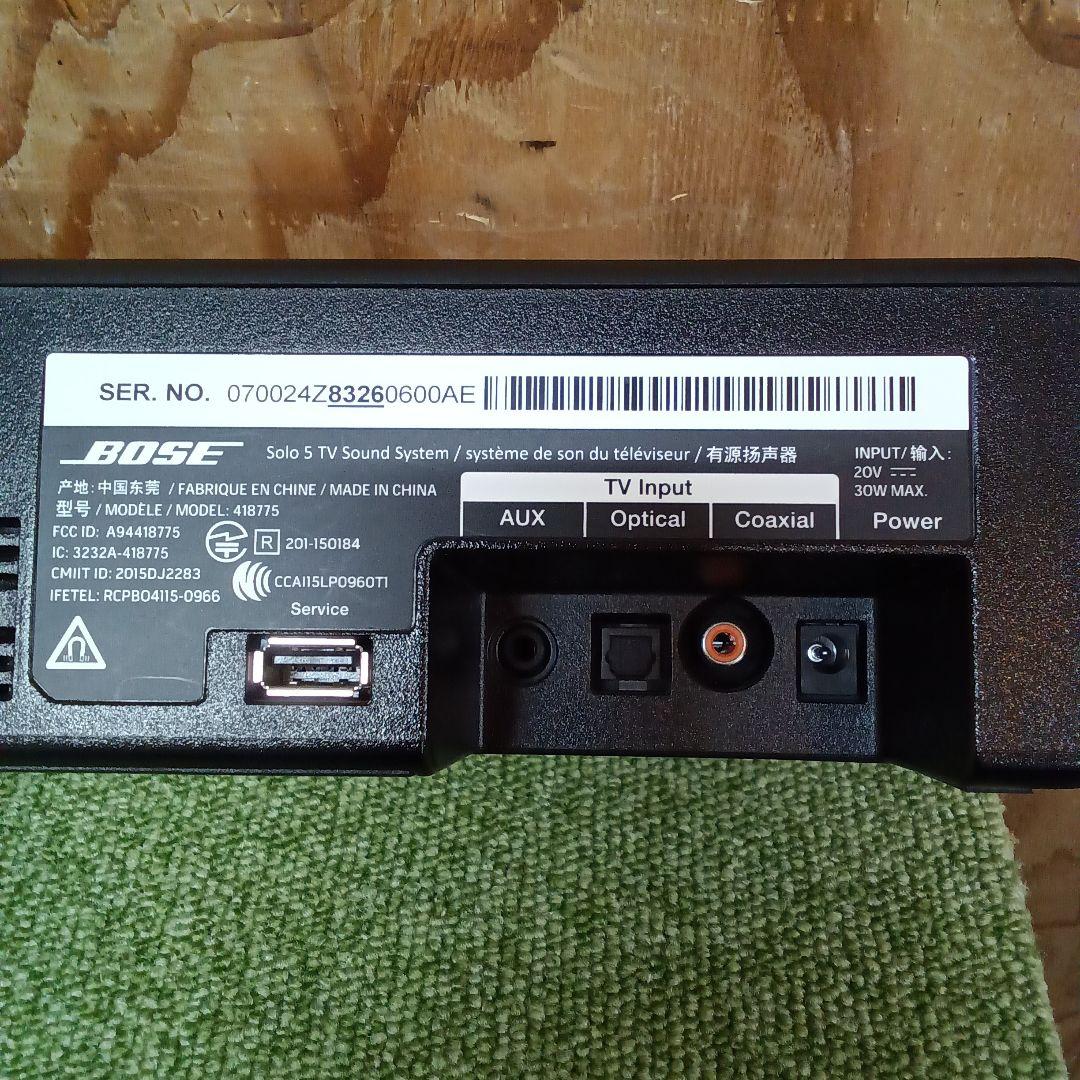 SER. NO. 070024Z83260600AE
BOSE
Solo 5 TV Sound System / système de son du téléviseur / 有源扬声器
产地: 中国东莞 / FABRIQUE EN CHINE / MADE IN CHINA
型号 / MODÈLE / MODEL: 418775
FCC ID: A94418775
IC: 3232A-418775
CMIIT ID: 2015DJ2283
IFETEL: RCPBO4115-0966
R 201-150184
CCAI15LP0960T1
Service
TV Input
AUX Optical Coaxial
INPUT/ 输入:
20V
30W MAX.
Power